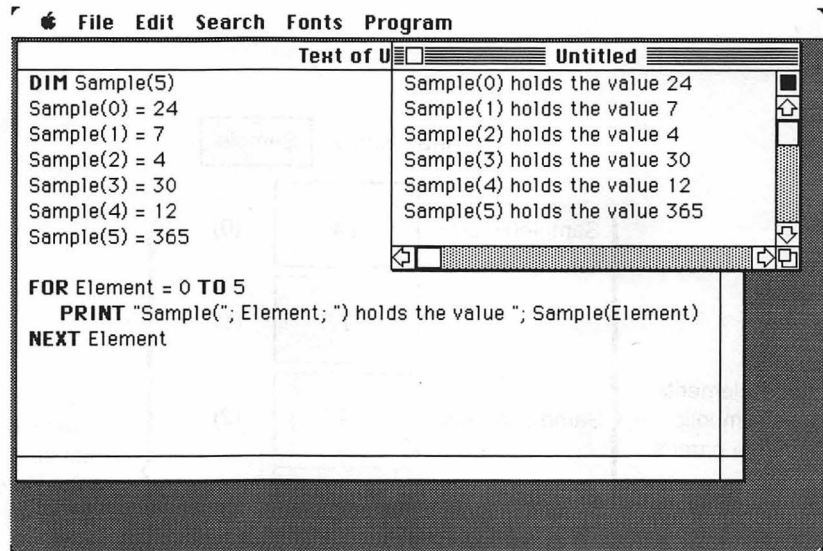 File Edit Search Fonts Program
Text of U
Untitled
DIM Sample(5)
Sample(0) = 24
Sample(1) = 7
Sample(2) = 4
Sample(3) = 30
Sample(4) = 12
Sample(5) = 365
FOR Element = 0 TO 5
PRINT "Sample("; Element; ") holds the value "; Sample(Element)
NEXT Element
Sample(0) holds the value 24
Sample(1) holds the value 7
Sample(2) holds the value 4
Sample(3) holds the value 30
Sample(4) holds the value 12
Sample(5) holds the value 365